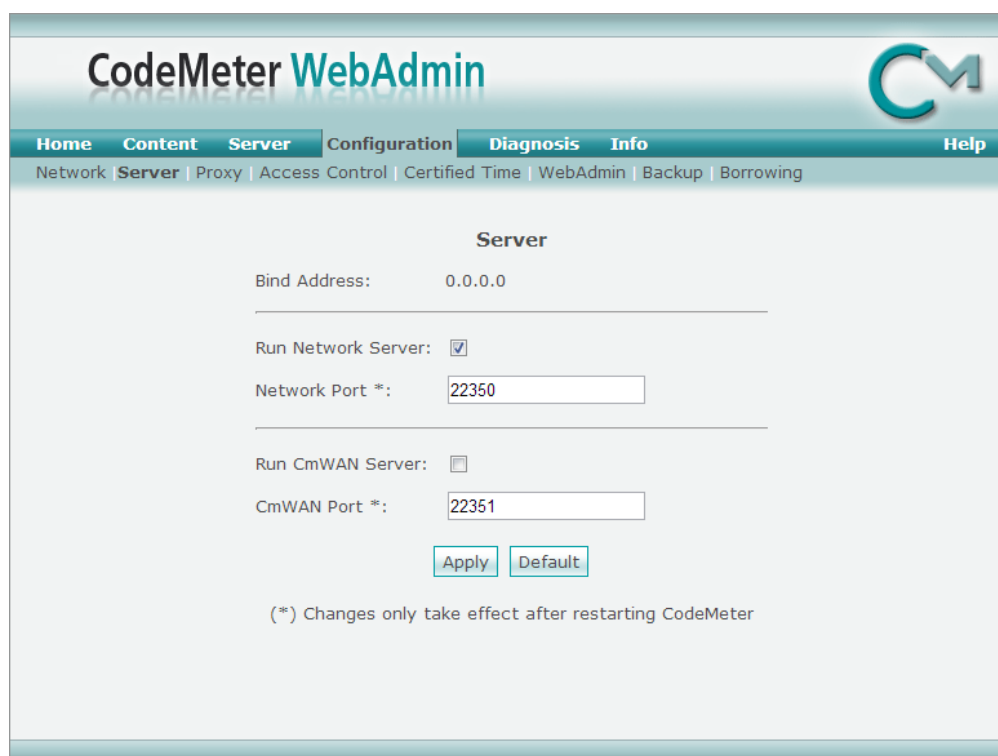 CodeMeter WebAdmin
CM
Home Content Server Configuration Diagnosis Info Help
Network | Server | Proxy | Access Control | Certified Time | WebAdmin | Backup | Borrowing
Server
Bind Address: 0.0.0.0
Run Network Server:
Network Port *: 22350
Run CmWAN Server:
CmWAN Port *: 22351
Apply Default
(*) Changes only take effect after restarting CodeMeter